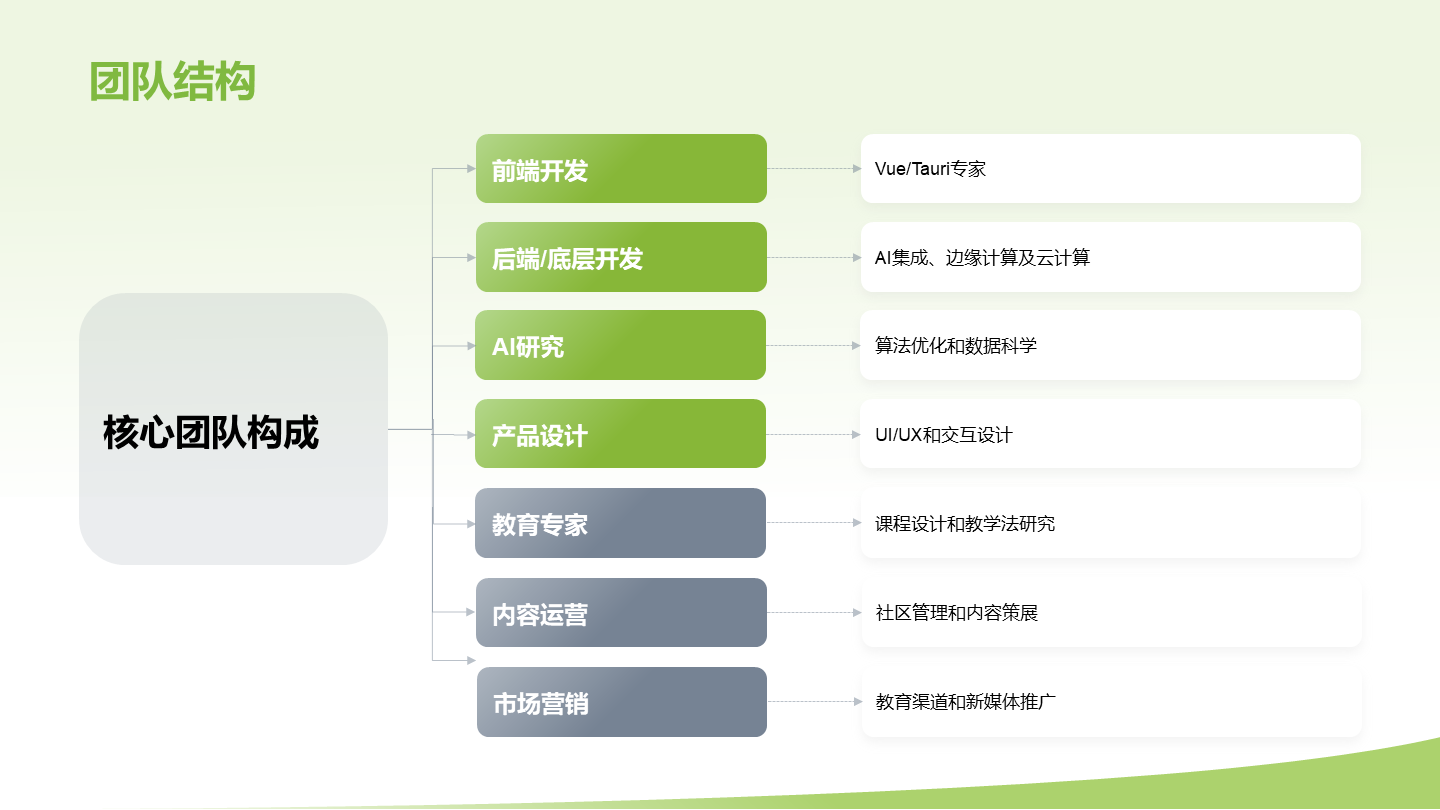 团队结构
核心团队构成
前端开发
Vue/Tauri专家
后端/底层开发
AI集成、边缘计算及云计算
AI研究
算法优化和数据科学
产品设计
UI/UX和交互设计
教育专家
课程设计和教学法研究
内容运营
社区管理和内容策展
市场营销
教育渠道和新媒体推广